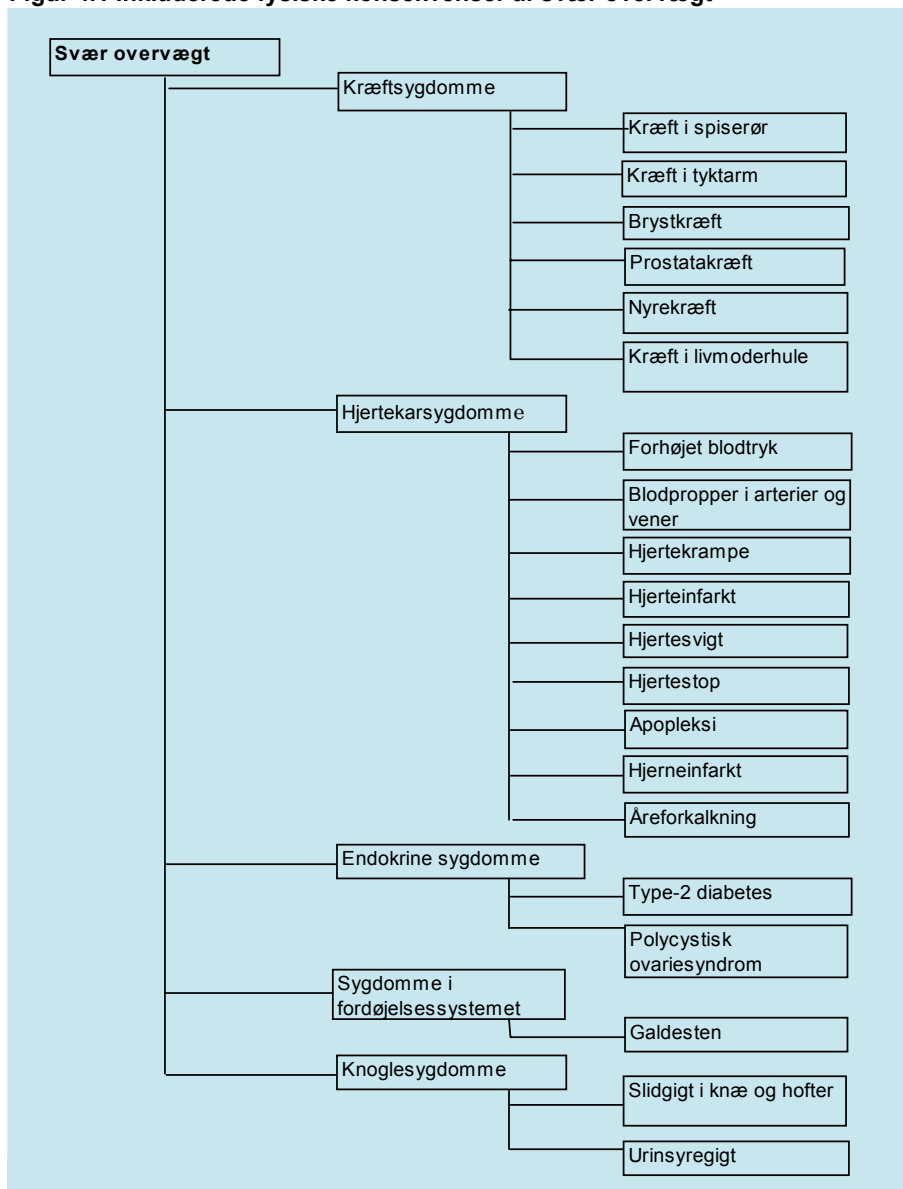 Svær overvægt
Kræftsygdomme
Kræft i spiserør
Kræft i tyktarm
Brystkræft
Prostatakræft
Nyrekræft
Kræft i livmoderhule
Hjertekarsygdomme
Forhøjet blodtryk
Blodpropper i arterier og
vener
Hjertekrampe
Hjerteinfarkt
Hjertesvigt
Hjertestop
Apopleksi
Hjerneinfarkt
Åreforkalkning
Endokrine sygdomme
Type-2 diabetes
Polycystisk
ovariesyndrom
Sygdomme i
fordøjelsessystemet
Galdesten
Knoglesygdomme
Slidgigt i knæ og hofter
Urinsyregigt